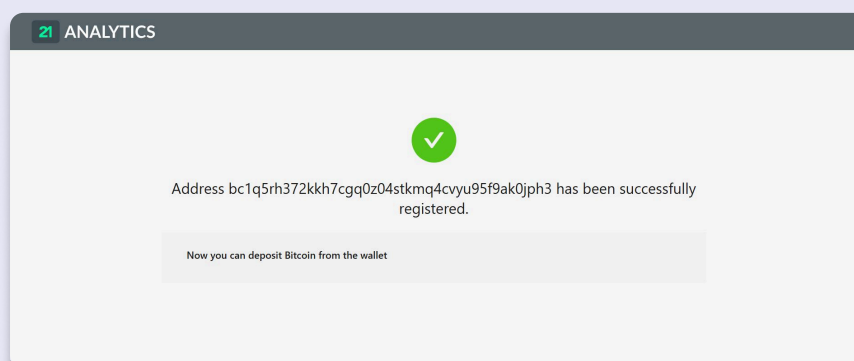 21 ANALYTICS
Address bc1q5rh372kkh7cgq0z04stkmq4cvyu95f9ak0jph3 has been successfully
registered.
Now you can deposit Bitcoin from the wallet